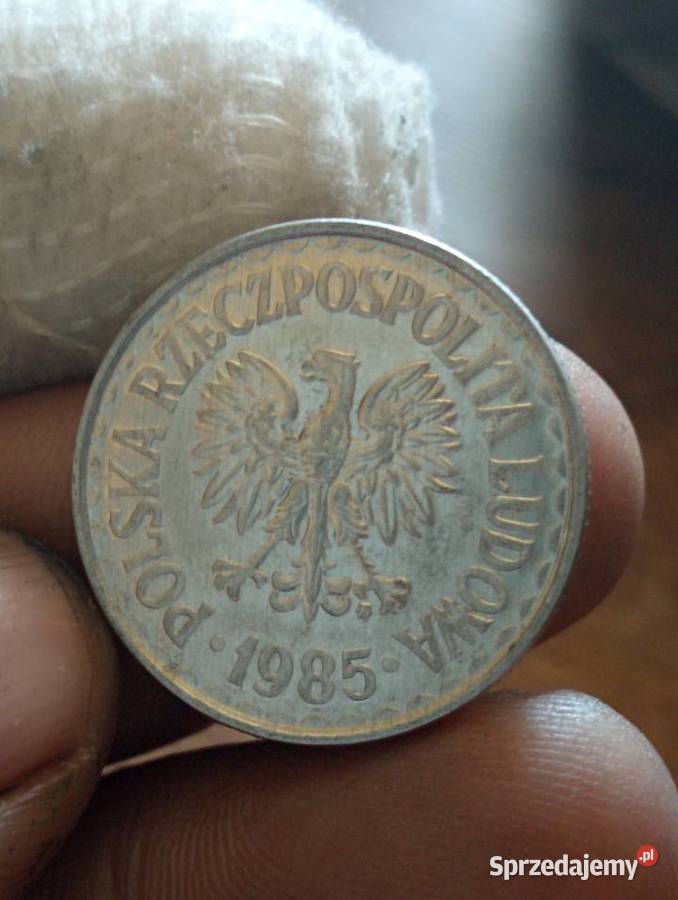 POLSKA RZECZPOSPOLITA LUDOWA
· 1985 ·
Sprzedajemy.pl